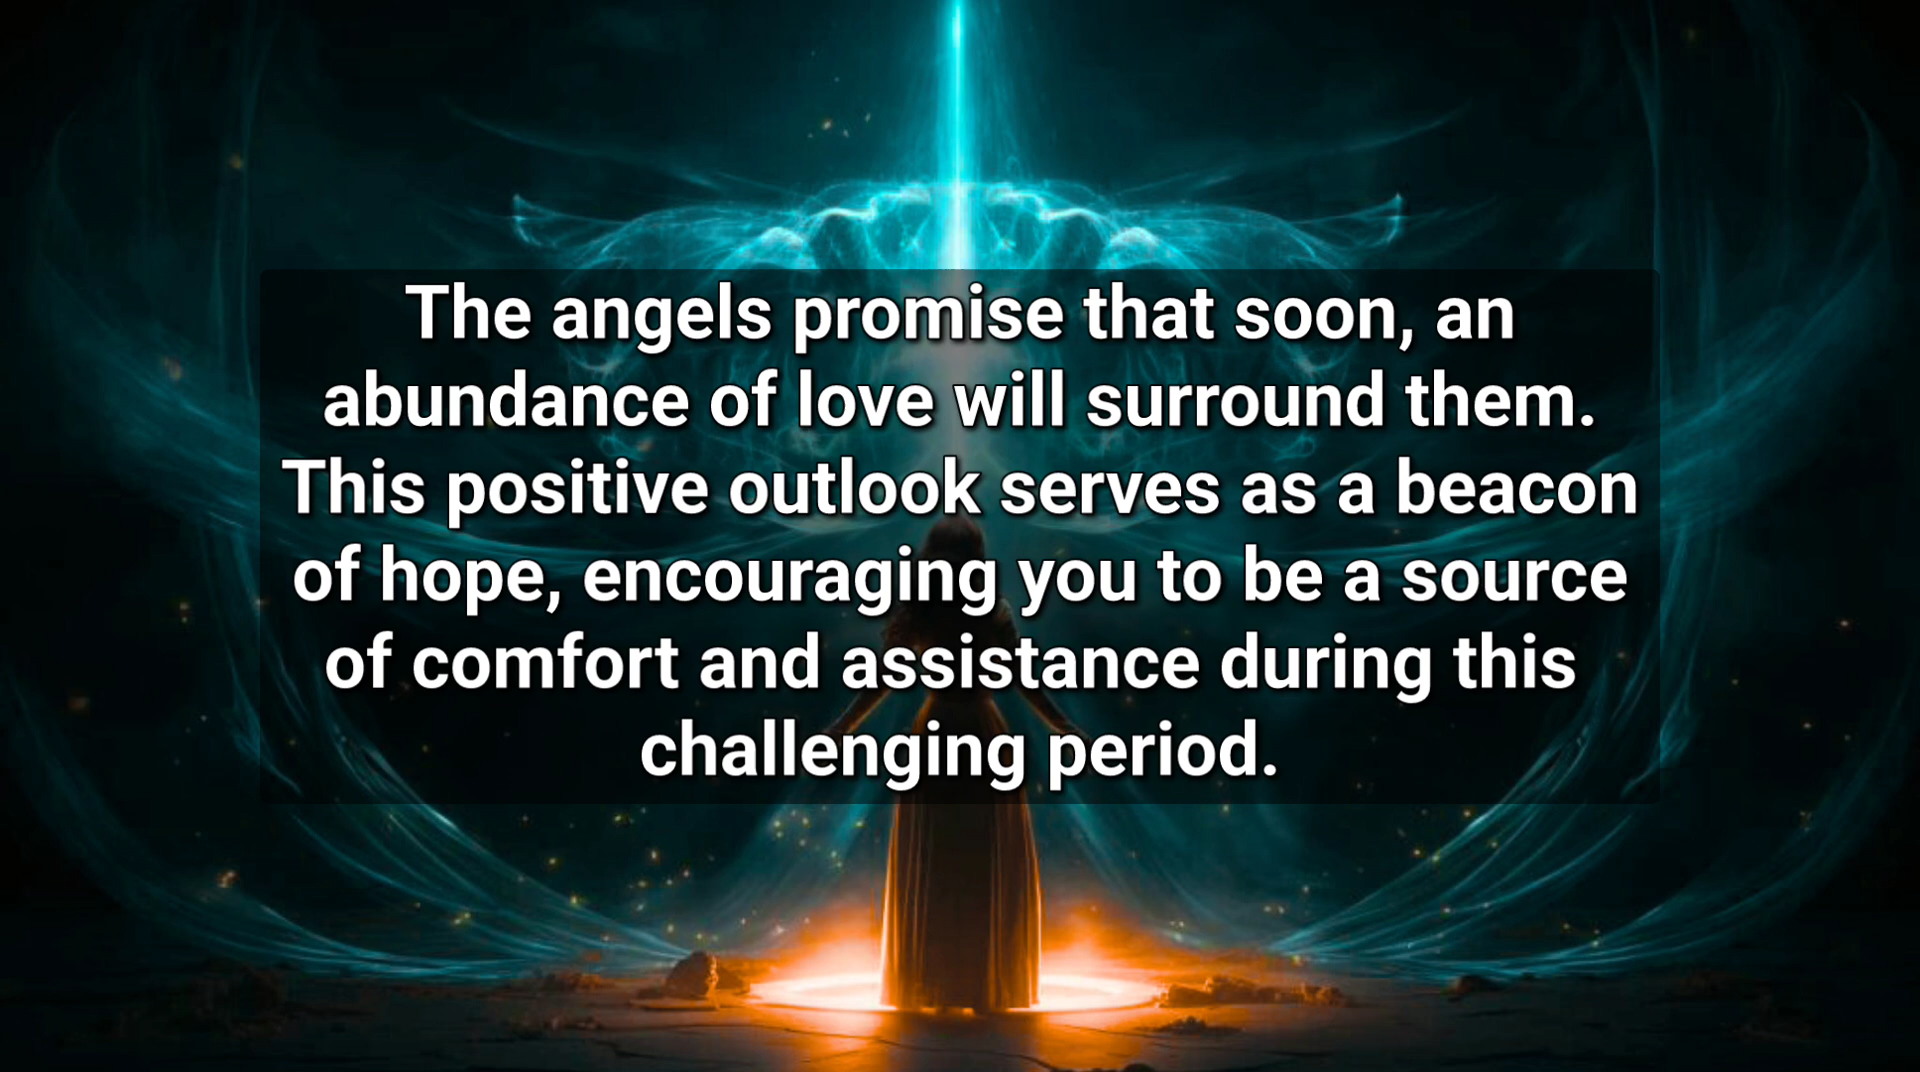 The angels promise that soon, an
abundance of love will surround them.
This positive outlook serves as a beacon
of hope, encouraging you to be a source
of comfort and assistance during this
challenging period.